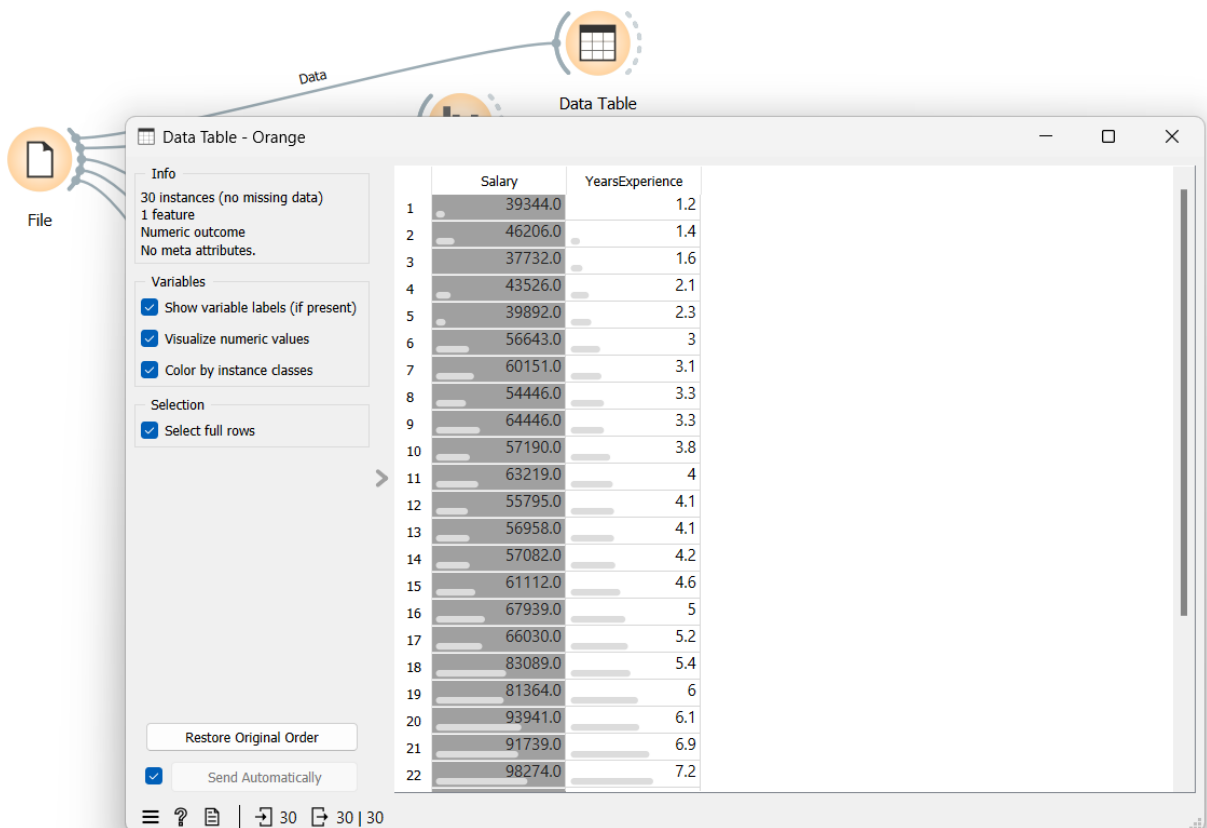 Data
Data Table
File
Data Table - Orange
Info
30 instances (no missing data)
1 feature
Numeric outcome
No meta attributes.
Variables
Show variable labels (if present)
Visualize numeric values
Color by instance classes
Selection
Select full rows
Restore Original Order
Send Automatically
Salary YearsExperience
1 39344.0 1.2
2 46206.0 1.4
3 37732.0 1.6
4 43526.0 2.1
5 39892.0 2.3
6 56643.0 3
7 60151.0 3.1
8 54446.0 3.3
9 64446.0 3.3
10 57190.0 3.8
11 63219.0 4
12 55795.0 4.1
13 56958.0 4.1
14 57082.0 4.2
15 61112.0 4.6
16 67939.0 5
17 66030.0 5.2
18 83089.0 5.4
19 81364.0 6
20 93941.0 6.1
21 91739.0 6.9
22 98274.0 7.2
? 30 30 | 30